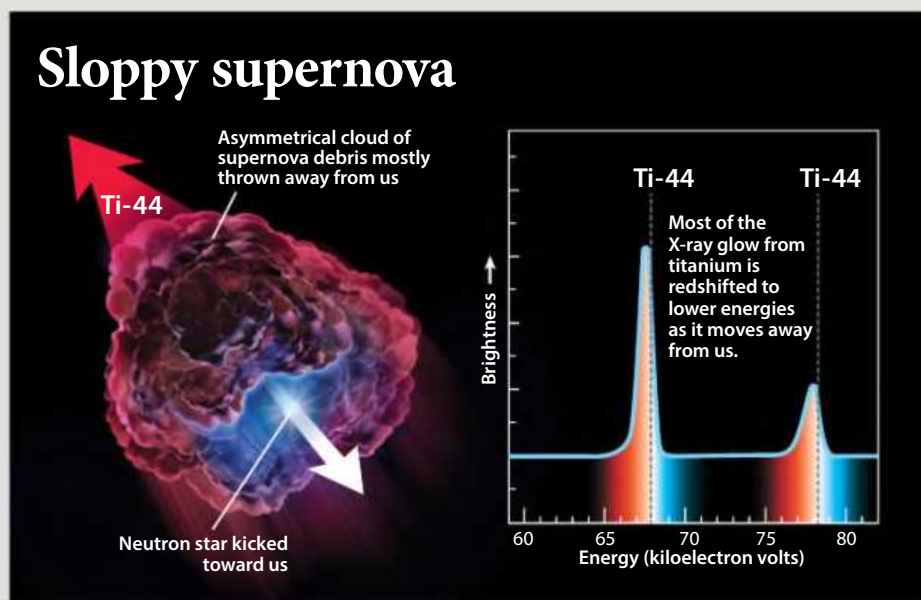 Sloppy supernova
Asymmetrical cloud of
supernova debris mostly
thrown away from us
Ti-44
Neutron star kicked
toward us
Ti-44
Ti-44
Most of the
X-ray glow from
titanium is
redshifted to
lower energies
as it moves away
from us.
Brightness
60 65 70 75 80
Energy (kiloelectron volts)